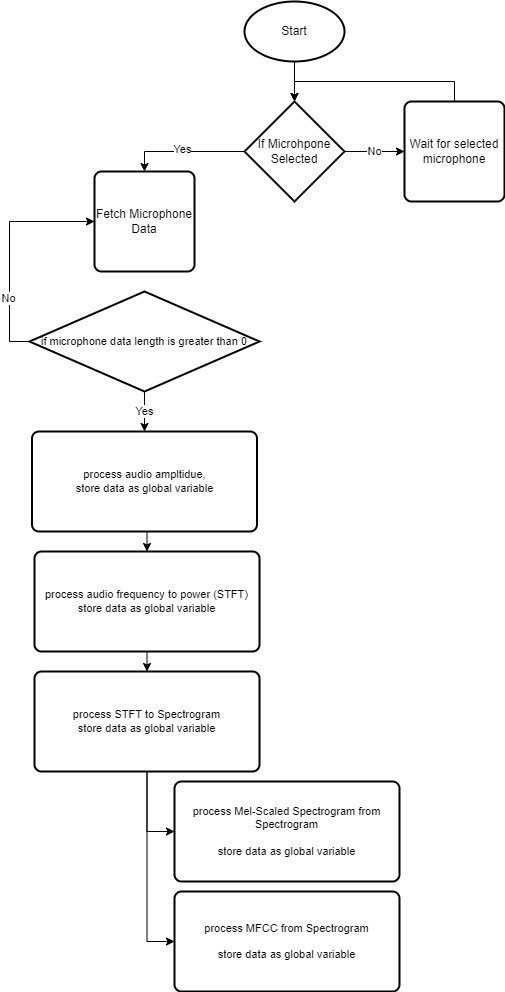 Start
If Microhpone
Selected
Yes
No
Wait for selected
microphone
Fetch Microphone
Data
No
if microphone data length is greater than 0
Yes
process audio ampltidue,
store data as global variable
process audio frequency to power (STFT)
store data as global variable
process STFT to Spectrogram
store data as global variable
process Mel-Scaled Spectrogram from
Spectrogram
store data as global variable
process MFCC from Spectrogram
store data as global variable